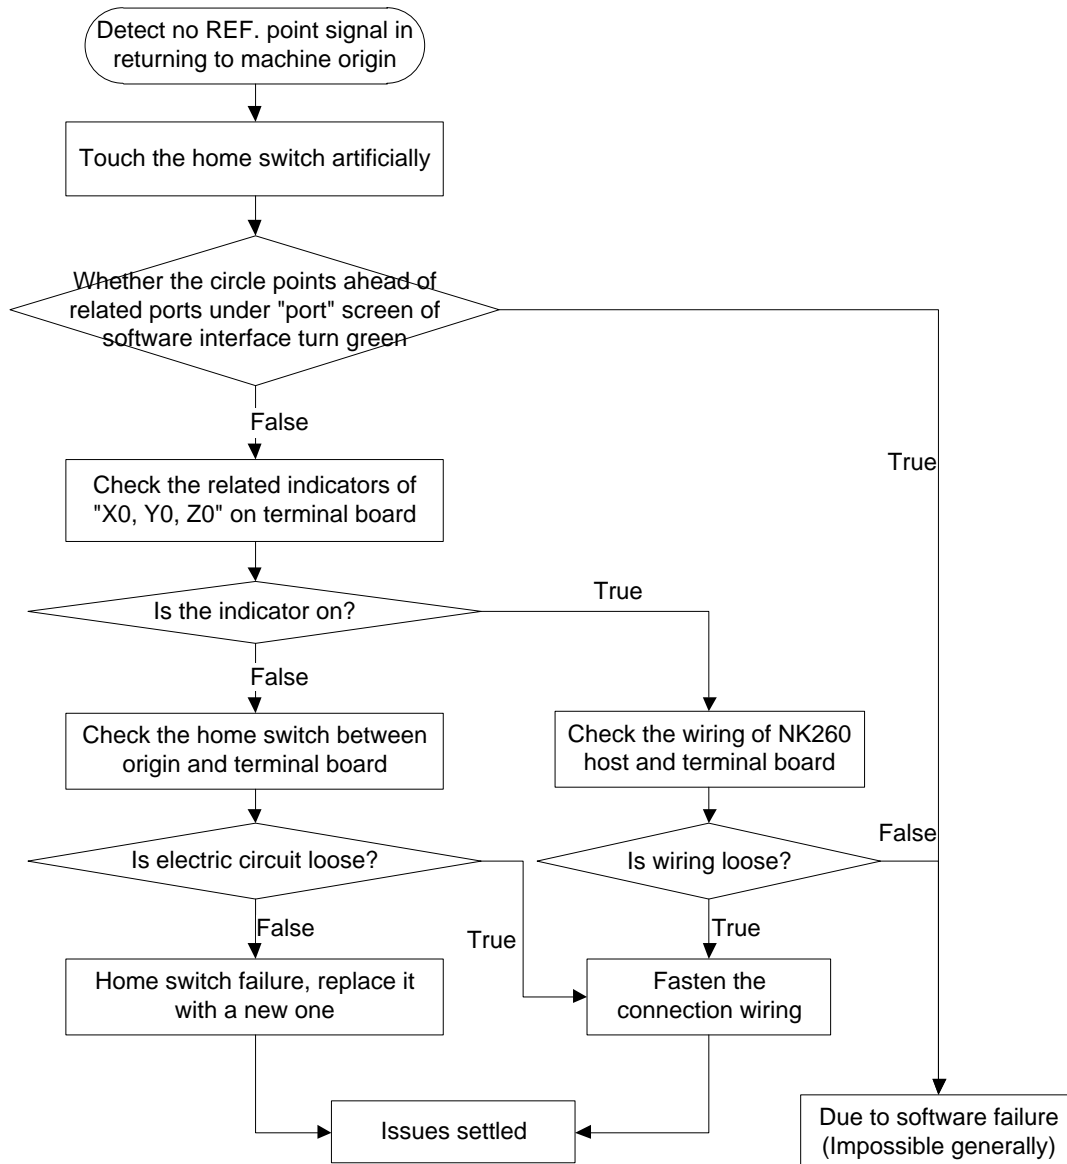 Detect no REF. point signal in
returning to machine origin
Touch the home switch artificially
Whether the circle points ahead of
related ports under "port" screen of
software interface turn green
False
True
Check the related indicators of
"X0, Y0, Z0" on terminal board
Is the indicator on?
True
False
Check the home switch between
origin and terminal board
Check the wiring of NK260
host and terminal board
Is electric circuit loose?
Is wiring loose?
False
False
True
True
Home switch failure, replace it
with a new one
Fasten the
connection wiring
Issues settled
Due to software failure
(Impossible generally)